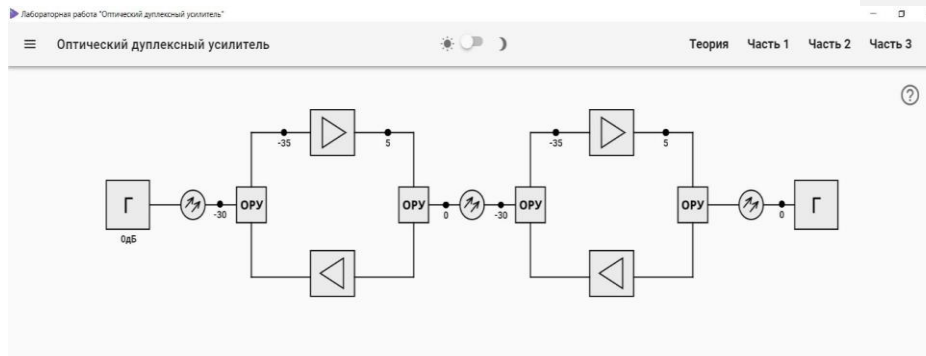 Лабораторная работа "Оптический дуплексный усилитель"
Оптический дуплексный усилитель
Теория Часть 1 Часть 2 Часть 3
?
-35 5 -35 5
Г ОРУ ОРУ ОРУ ОРУ Г
-30 0 -30 0
0дБ